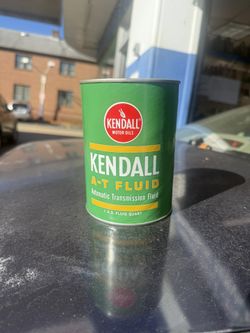 KENDALL
MOTOR OILS
KENDALL
A-T FLUID
Automatic Transmission Fluid
1 U.S. FLUID QUART